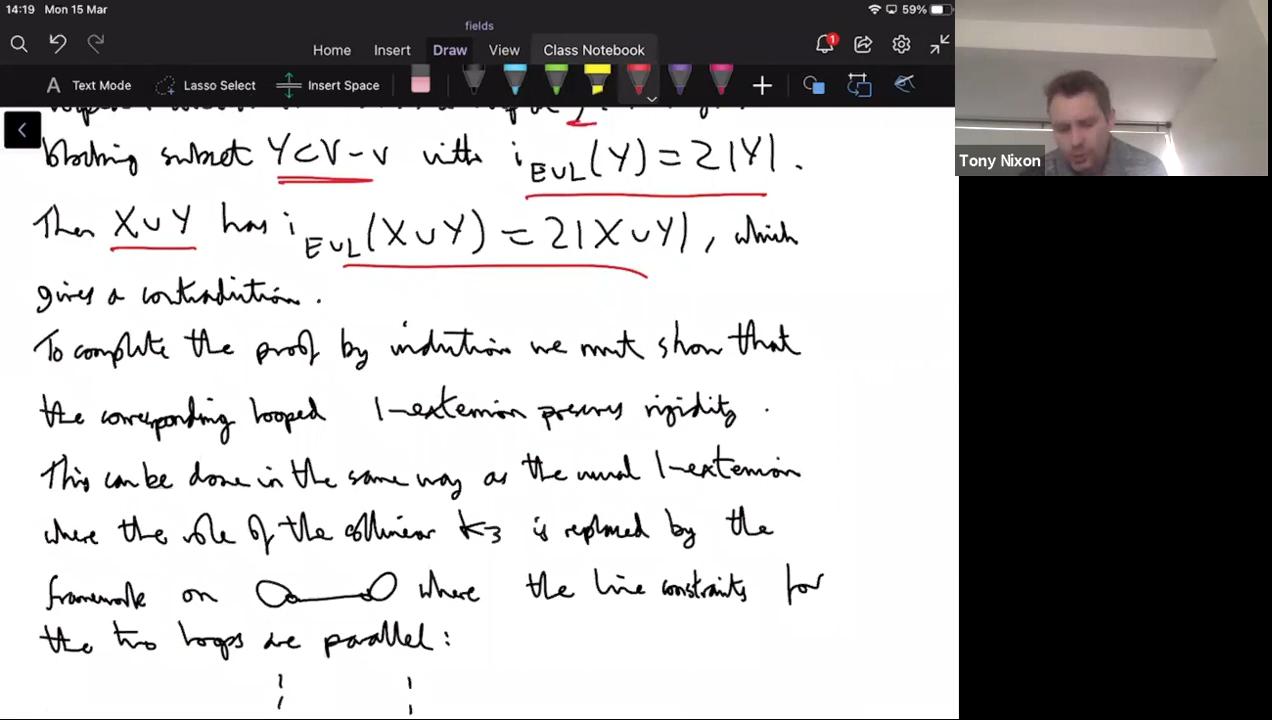 14:19 Mon 15 Mar
59%
fields
Home Insert Draw View Class Notebook
1
A Text Mode Lasso Select Insert Space
blocking subset Y⊂V-v with i_EUL(Y) = 2|Y|.
Then X∪Y has i_EUL(X∪Y) = 2|X∪Y|, which
gives a contradiction.
To complete the proof by induction we must show that
the corresponding looped 1-extension preserves rigidity.
This can be done in the same way as the usual 1-extension
where the role of the collinear K3 is replaced by the
framework on where the line constraints for
the two loops are parallel:
Tony Nixon